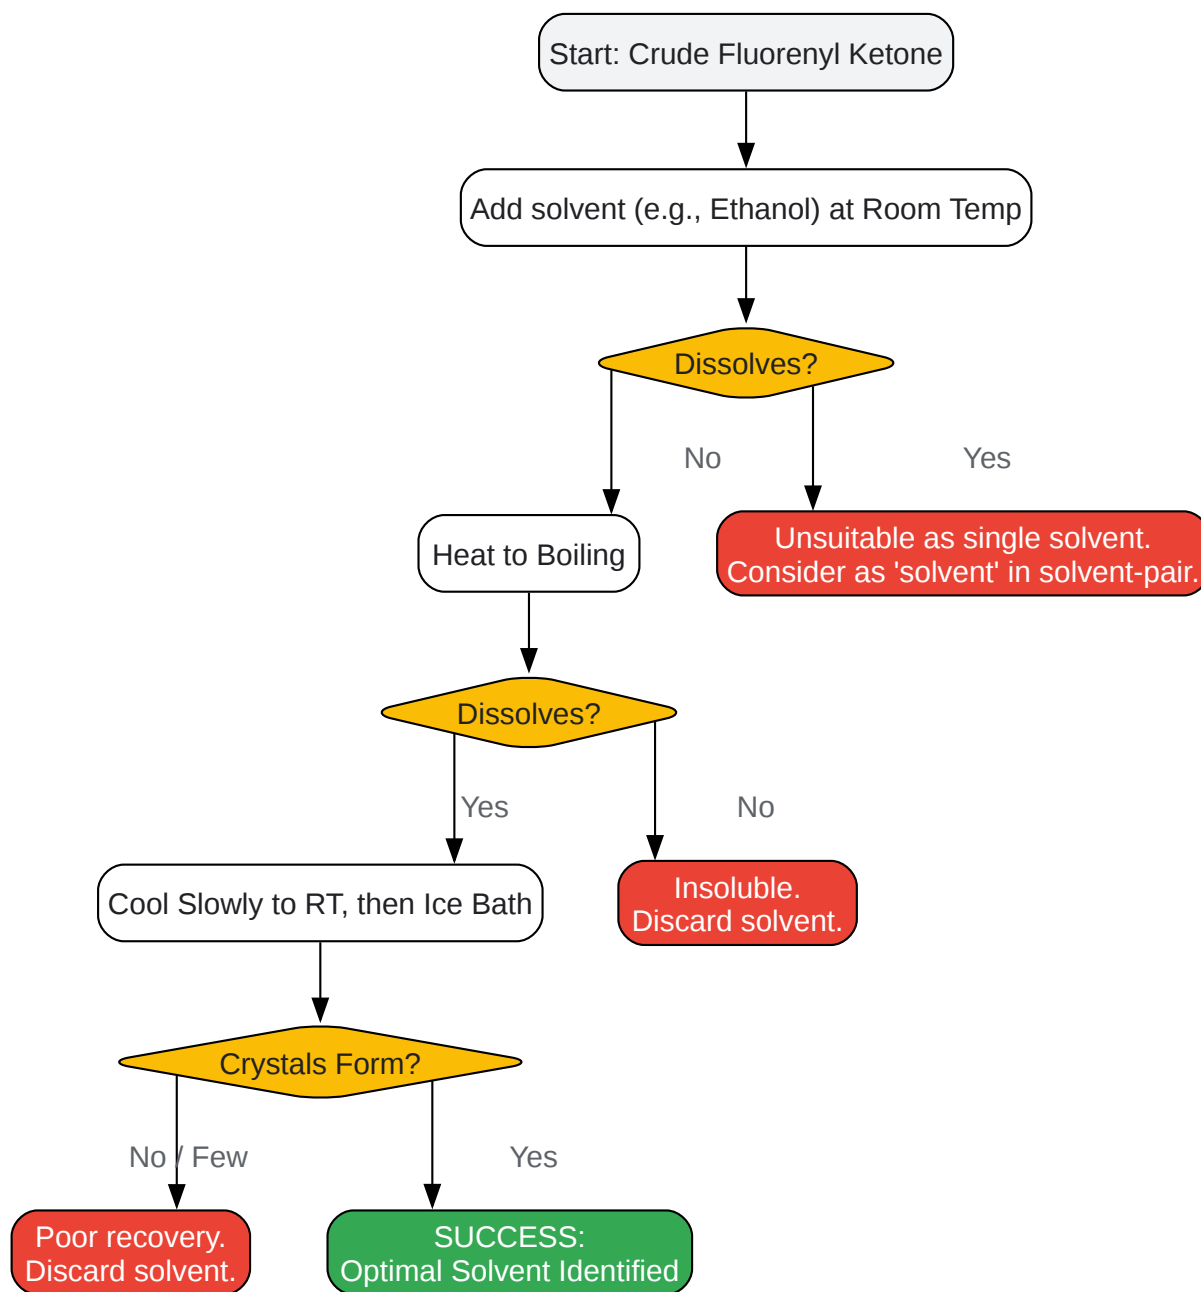 Start: Crude Fluorenyl Ketone
Add solvent (e.g., Ethanol) at Room Temp
Dissolves?
No
Yes
Heat to Boiling
Unsuitable as single solvent.
Consider as 'solvent' in solvent-pair.
Dissolves?
Yes
No
Cool Slowly to RT, then Ice Bath
Insoluble.
Discard solvent.
Crystals Form?
No / Few
Yes
Poor recovery.
Discard solvent.
SUCCESS:
Optimal Solvent Identified